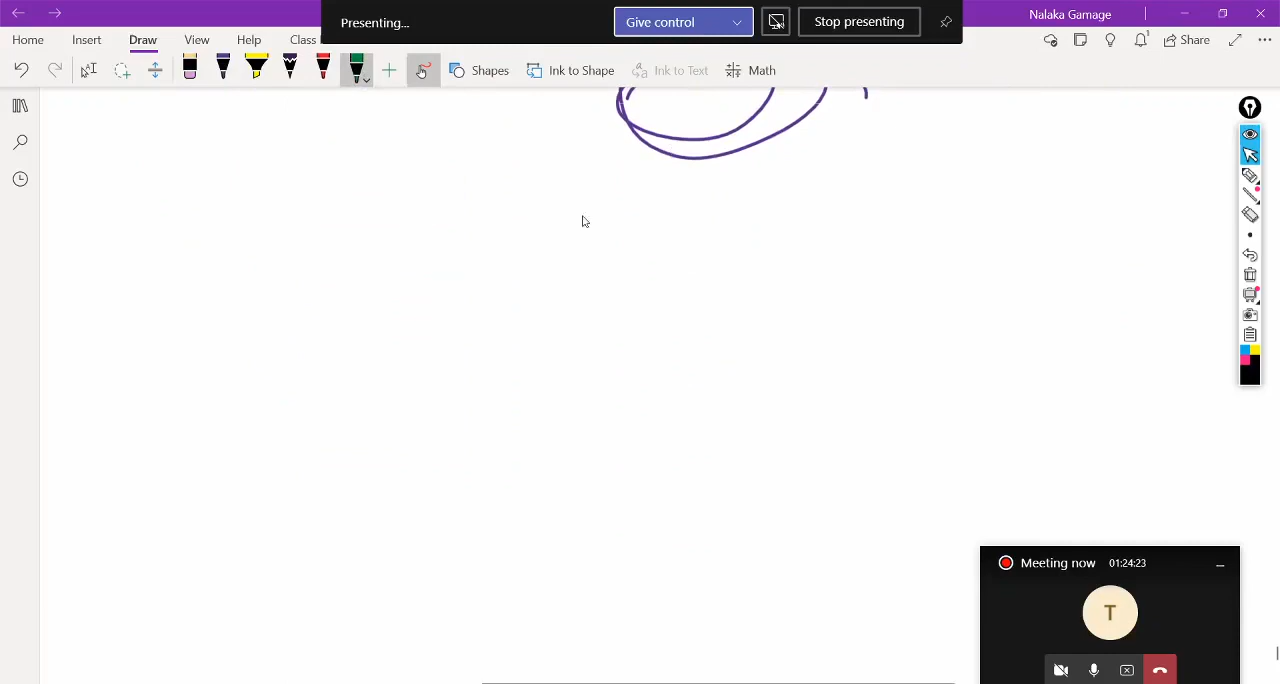 Presenting...
Give control
Stop presenting
Nalaka Gamage
Home
Insert
Draw
View
Help
Class
1
Share
Shapes
Ink to Shape
Ink to Text
Math
Meeting now
01:24:23
T